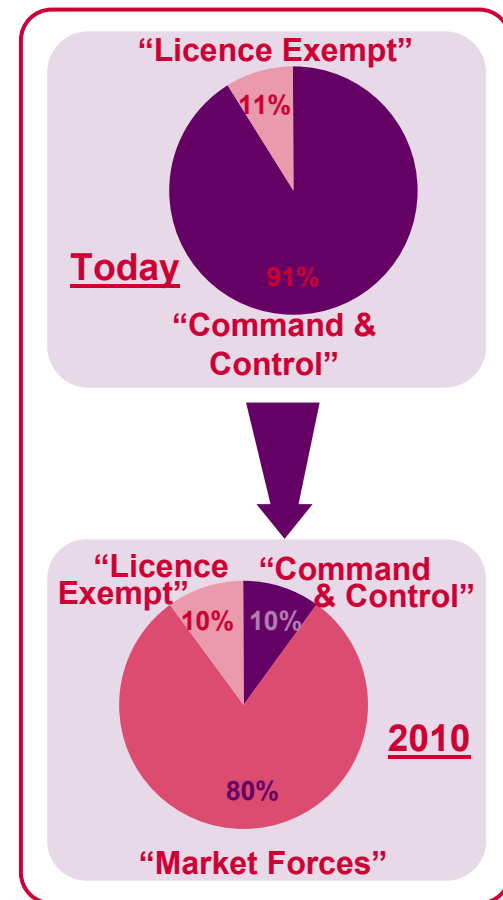 “Licence Exempt”
11%
Today
91%
“Command &
Control”
“Licence
Exempt”
“Command
& Control”
10%
10%
2010
80%
“Market Forces”